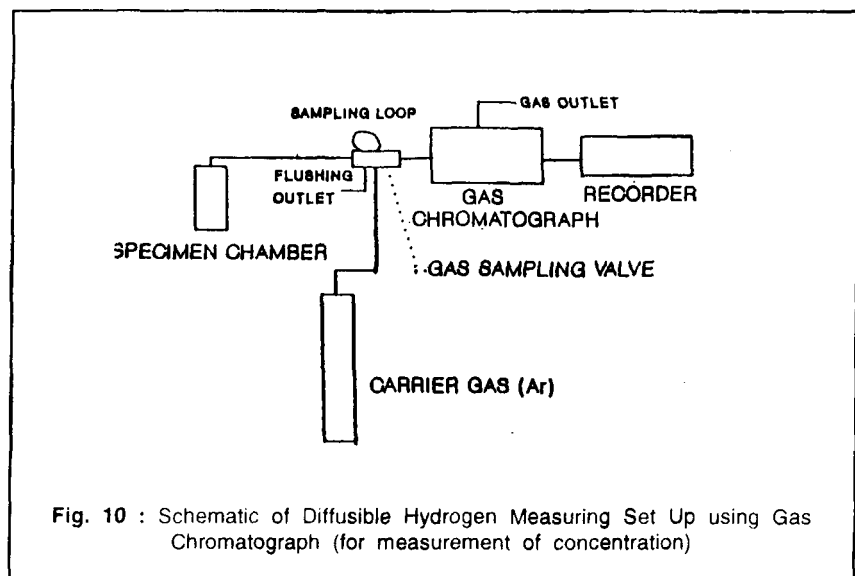 SAMPLING LOOP
GAS OUTLET
FLUSHING
OUTLET
GAS
CHROMATOGRAPH
RECORDER
SPECIMEN CHAMBER
GAS SAMPLING VALVE
CARRIER GAS (Ar)
Fig. 10 : Schematic of Diffusible Hydrogen Measuring Set Up using Gas
Chromatograph (for measurement of concentration)